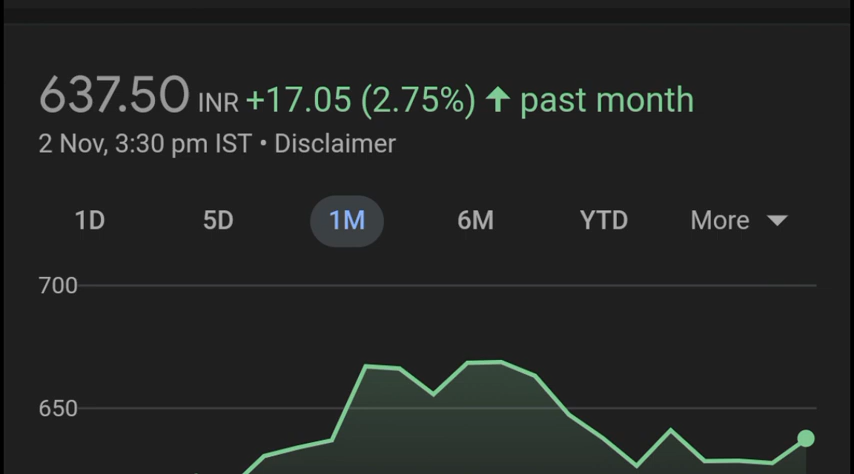 637.50 INR +17.05 (2.75%) ↑ past month
2 Nov, 3:30 pm IST • Disclaimer
1D 5D 1M 6M YTD More
700
650